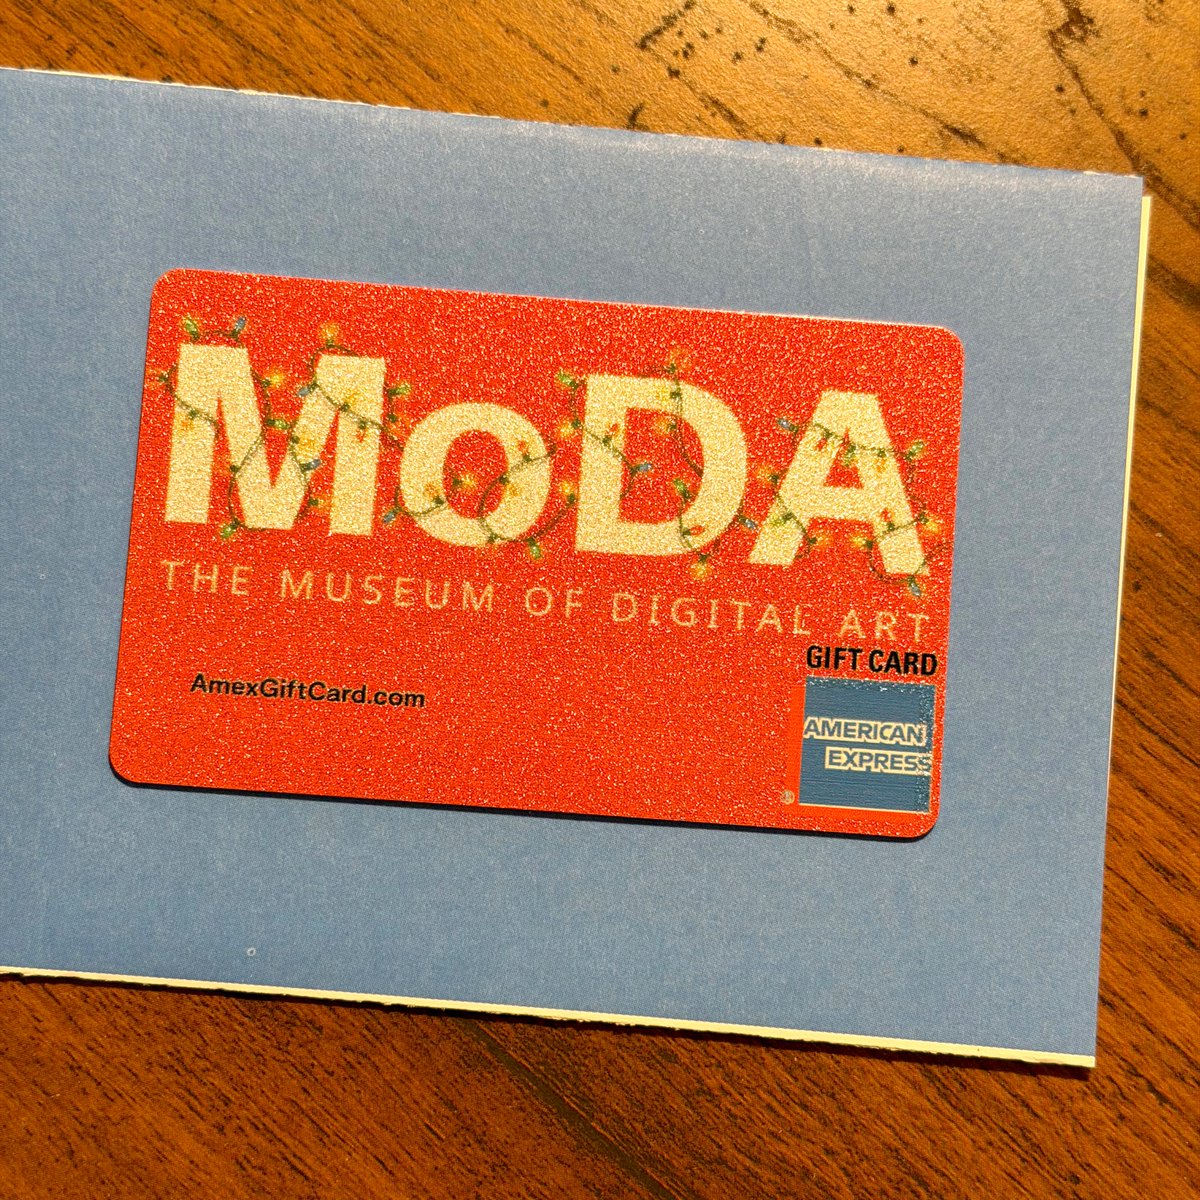 MoDA
THE MUSEUM OF DIGITAL ART
GIFT CARD
AmexGiftCard.com
AMERICAN
EXPRESS
®